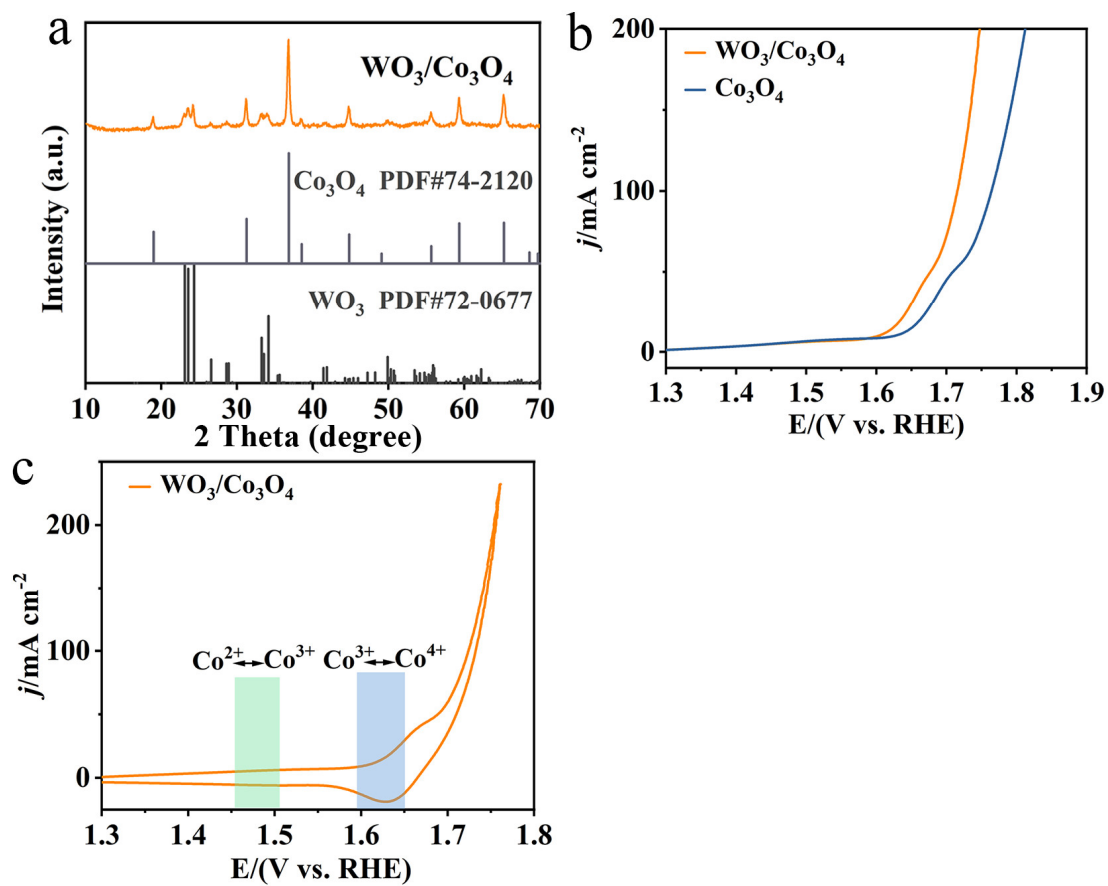 a
WO3/Co3O4
Co3O4 PDF#74-2120
WO3 PDF#72-0677
Intensity (a.u.)
10 20 30 40 50 60 70
2 Theta (degree)
b
WO3/Co3O4
Co3O4
200
100
0
j/mA cm-2
1.3 1.4 1.5 1.6 1.7 1.8 1.9
E/(V vs. RHE)
c
WO3/Co3O4
200
100
0
j/mA cm-2
Co2+↔Co3+ Co3+↔Co4+
1.3 1.4 1.5 1.6 1.7 1.8
E/(V vs. RHE)